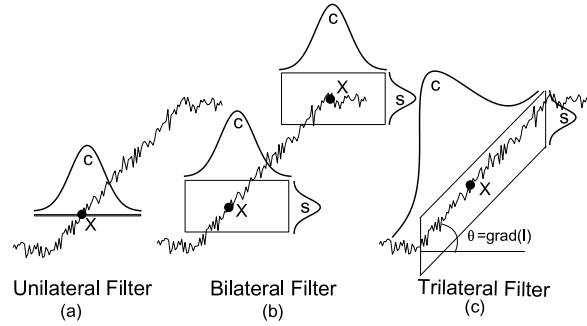 c
X
Unilateral Filter
(a)
c
X
s
c
X
s
Bilateral Filter
(b)
c
s
X
θ=grad(I)
Trilateral Filter
(c)